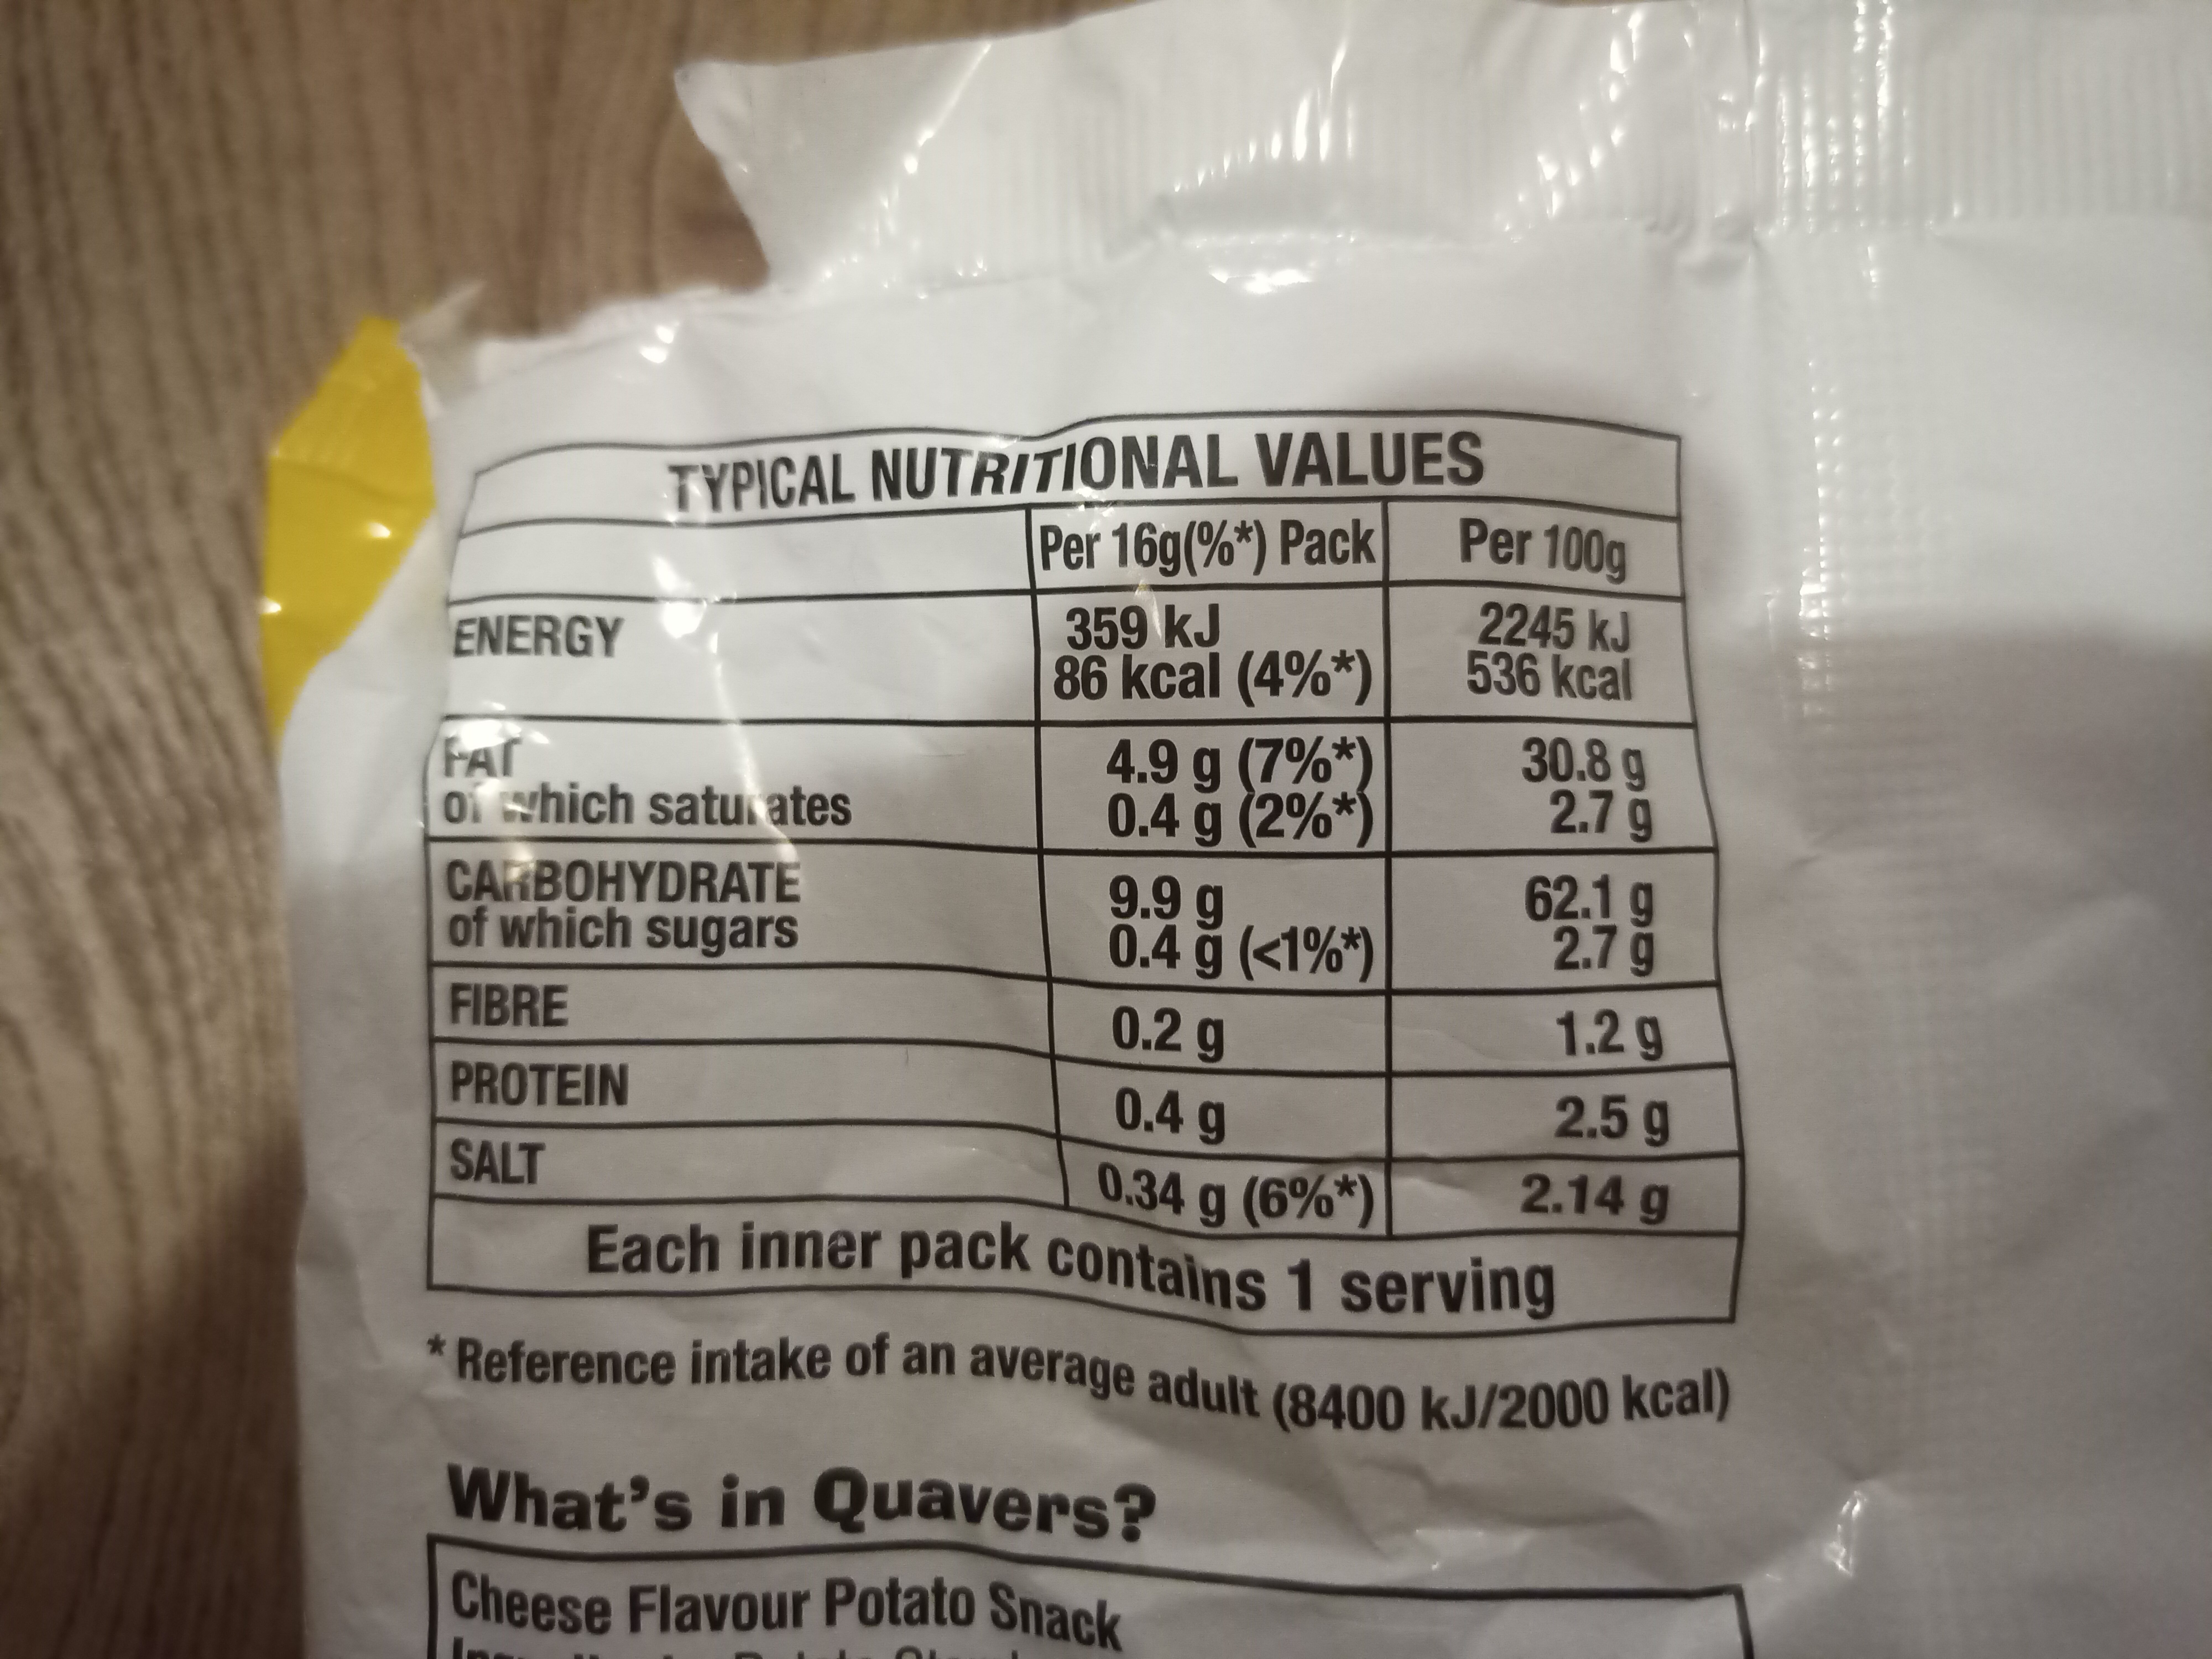 TYPICAL NUTRITIONAL VALUES
Per 16g(%*) Pack Per 100g
ENERGY 359 kJ 2245 kJ
86 kcal (4%*) 536 kcal
FAT 4.9 g (7%*) 30.8 g
of which saturates 0.4 g (2%*) 2.7 g
CARBOHYDRATE 9.9 g 62.1 g
of which sugars 0.4 g (<1%*) 2.7 g
FIBRE 0.2 g 1.2 g
PROTEIN 0.4 g 2.5 g
SALT 0.34 g (6%*) 2.14 g
Each inner pack contains 1 serving
* Reference intake of an average adult (8400 kJ/2000 kcal)
What's in Quavers?
Cheese Flavour Potato Snack